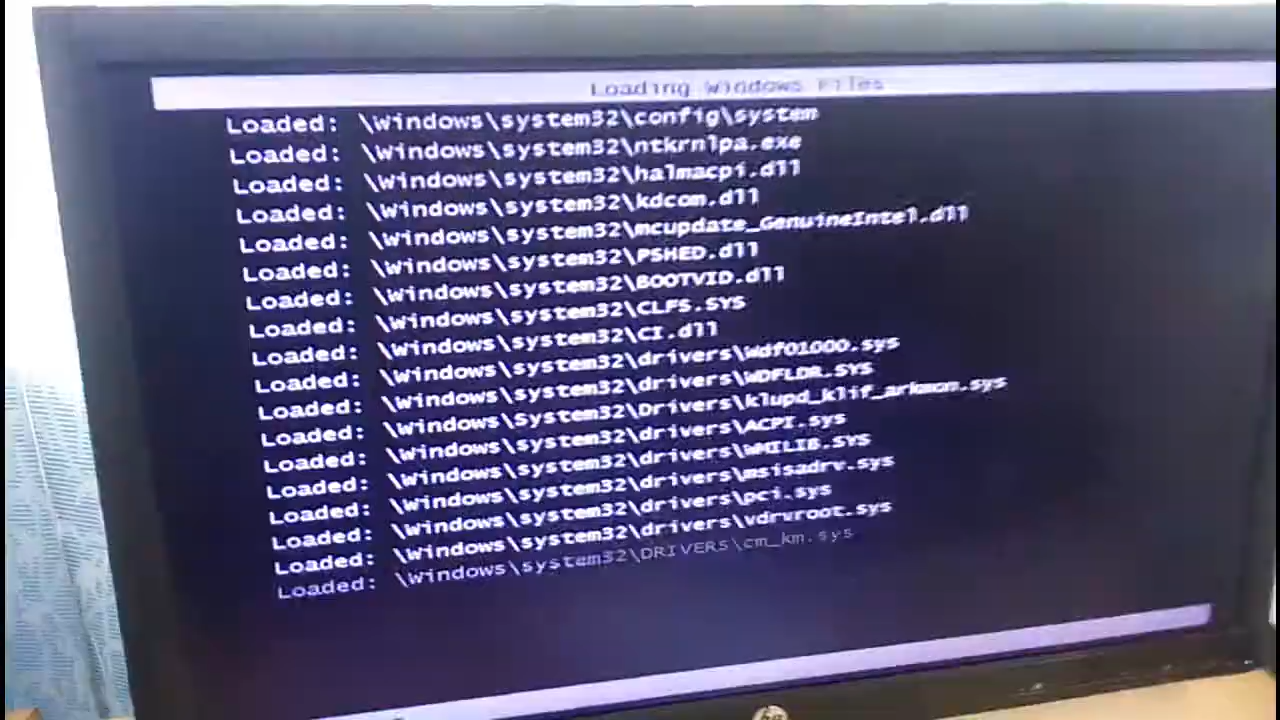 Loading Windows Files
Loaded: \Windows\system32\config\system
Loaded: \Windows\system32\ntkrnlpa.exe
Loaded: \Windows\system32\halmacpi.dll
Loaded: \Windows\system32\kdcom.dll
Loaded: \Windows\system32\mcupdate_GenuineIntel.dll
Loaded: \Windows\system32\PSHED.dll
Loaded: \Windows\system32\BOOTVID.dll
Loaded: \Windows\system32\CLFS.SYS
Loaded: \Windows\system32\CI.dll
Loaded: \Windows\system32\drivers\Wdf01000.sys
Loaded: \Windows\system32\drivers\WDFLDR.SYS
Loaded: \Windows\System32\Drivers\klupd_klif_arkmon.sys
Loaded: \Windows\system32\drivers\ACPI.sys
Loaded: \Windows\system32\drivers\WMILIB.SYS
Loaded: \Windows\system32\drivers\msisadrv.sys
Loaded: \Windows\system32\drivers\pci.sys
Loaded: \Windows\system32\drivers\vdrvroot.sys
Loaded: \Windows\system32\DRIVERS\cm_km.sys
hp